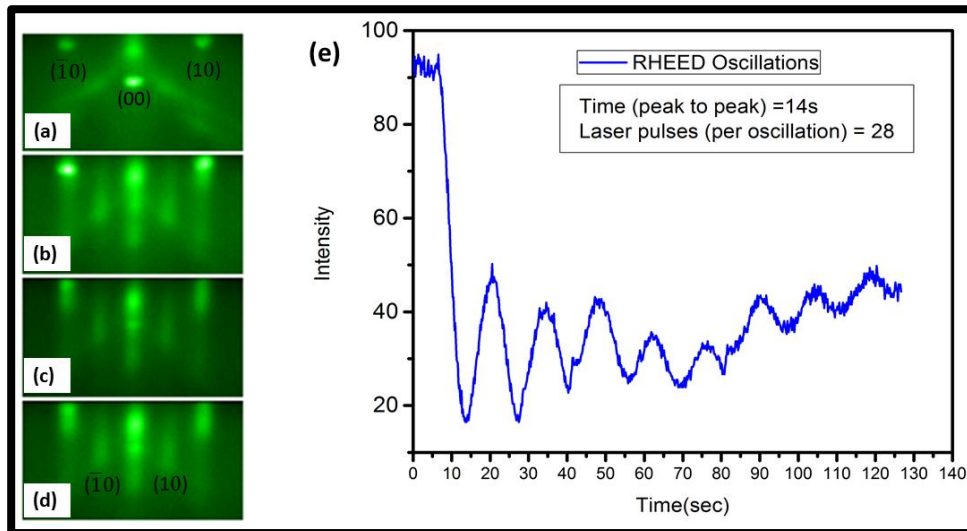 (1̅0)
(10)
(00)
(a)
(b)
(c)
(1̅0)
(10)
(d)
(e)
RHEED Oscillations
Time (peak to peak) =14s
Laser pulses (per oscillation) = 28
Intensity
100
80
60
40
20
0 10 20 30 40 50 60 70 80 90 100 110 120 130 140
Time(sec)